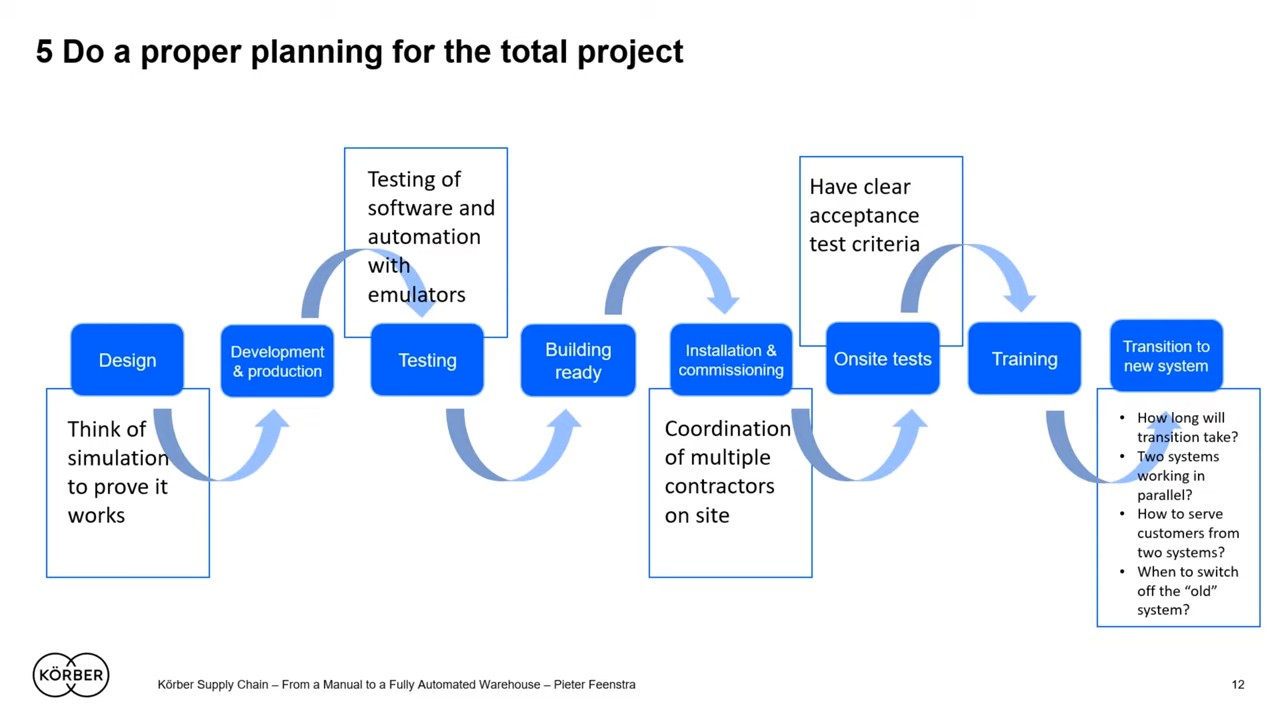 5 Do a proper planning for the total project
Testing of
software and
automation
with
emulators
Have clear
acceptance
test criteria
Design
Development
& production
Testing
Building
ready
Installation &
commissioning
Onsite tests
Training
Transition to
new system
Think of
simulation
to prove it
works
Coordination
of multiple
contractors
on site
• How long will
transition take?
• Two systems
working in
parallel?
• How to serve
customers from
two systems?
• When to switch
off the “old”
system?
KÖRBER
Körber Supply Chain – From a Manual to a Fully Automated Warehouse – Pieter Feenstra
12